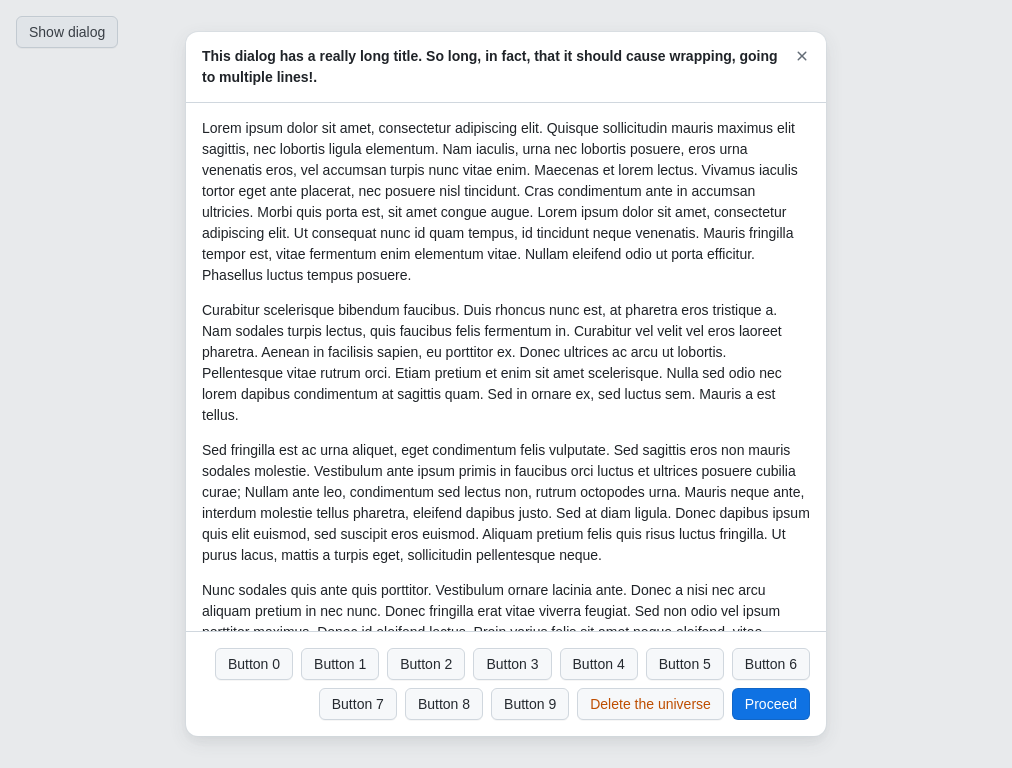 Show dialog
This dialog has a really long title. So long, in fact, that it should cause wrapping, going
to multiple lines!.
Lorem ipsum dolor sit amet, consectetur adipiscing elit. Quisque sollicitudin mauris maximus elit
sagittis, nec lobortis ligula elementum. Nam iaculis, urna nec lobortis posuere, eros urna
venenatis eros, vel accumsan turpis nunc vitae enim. Maecenas et lorem lectus. Vivamus iaculis
tortor eget ante placerat, nec posuere nisl tincidunt. Cras condimentum ante in accumsan
ultricies. Morbi quis porta est, sit amet congue augue. Lorem ipsum dolor sit amet, consectetur
adipiscing elit. Ut consequat nunc id quam tempus, id tincidunt neque venenatis. Mauris fringilla
tempor est, vitae fermentum enim elementum vitae. Nullam eleifend odio ut porta efficitur.
Phasellus luctus tempus posuere.
Curabitur scelerisque bibendum faucibus. Duis rhoncus nunc est, at pharetra eros tristique a.
Nam sodales turpis lectus, quis faucibus felis fermentum in. Curabitur vel velit vel eros laoreet
pharetra. Aenean in facilisis sapien, eu porttitor ex. Donec ultrices ac arcu ut lobortis.
Pellentesque vitae rutrum orci. Etiam pretium et enim sit amet scelerisque. Nulla sed odio nec
lorem dapibus condimentum at sagittis quam. Sed in ornare ex, sed luctus sem. Mauris a est
tellus.
Sed fringilla est ac urna aliquet, eget condimentum felis vulputate. Sed sagittis eros non mauris
sodales molestie. Vestibulum ante ipsum primis in faucibus orci luctus et ultrices posuere cubilia
curae; Nullam ante leo, condimentum sed lectus non, rutrum octopodes urna. Mauris neque ante,
interdum molestie tellus pharetra, eleifend dapibus justo. Sed at diam ligula. Donec dapibus ipsum
quis elit euismod, sed suscipit eros euismod. Aliquam pretium felis quis risus luctus fringilla. Ut
purus lacus, mattis a turpis eget, sollicitudin pellentesque neque.
Nunc sodales quis ante quis porttitor. Vestibulum ornare lacinia ante. Donec a nisi nec arcu
aliquam pretium in nec nunc. Donec fringilla erat vitae viverra feugiat. Sed non odio vel ipsum
porttitor maximus. Donec id eleifend lectus. Proin varius felis sit amet neque eleifend, vitae
Button 0 Button 1 Button 2 Button 3 Button 4 Button 5 Button 6
Button 7 Button 8 Button 9 Delete the universe Proceed